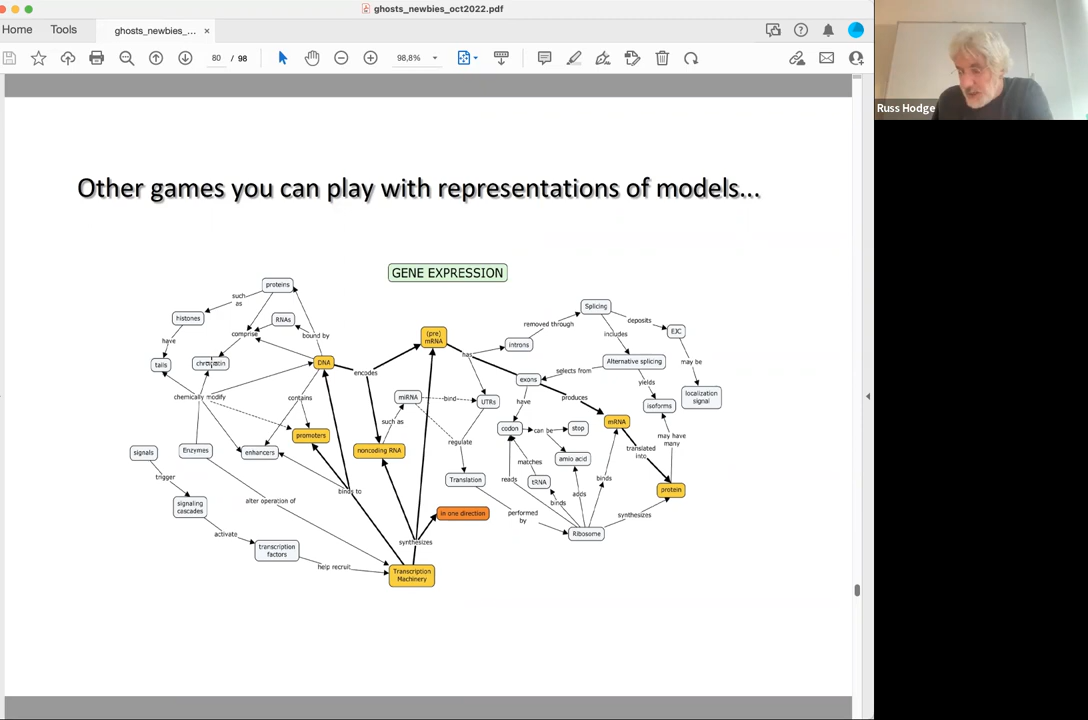 ghosts_newbies_oct2022.pdf
Home
Tools
ghosts_newbies_...
×
80 / 98
98,8%
Russ Hodge
Other games you can play with representations of models...
GENE EXPRESSION
proteins
such
as
histones
RNAs
have
comprise
bound by
tails
chromatin
DNA
chemically modify
contains
promoters
signals
Enzymes
enhancers
trigger
signaling
cascades
alter operation of
binds to
activate
transcription
factors
help recruit
Transcription
Machinery
(pre)
mRNA
encodes
has
miRNA
bind
UTRs
such as
noncoding RNA
regulate
Translation
in one direction
synthesizes
performed
by
Splicing
removed through
deposits
introns
includes
EJC
Alternative splicing
may be
selects from
exons
yields
localization
signal
have
produces
isoforms
mRNA
codon
can be
stop
may have
many
translated
into
matches
amio acid
reads
tRNA
binds
protein
adds
binds
synthesizes
Ribosome